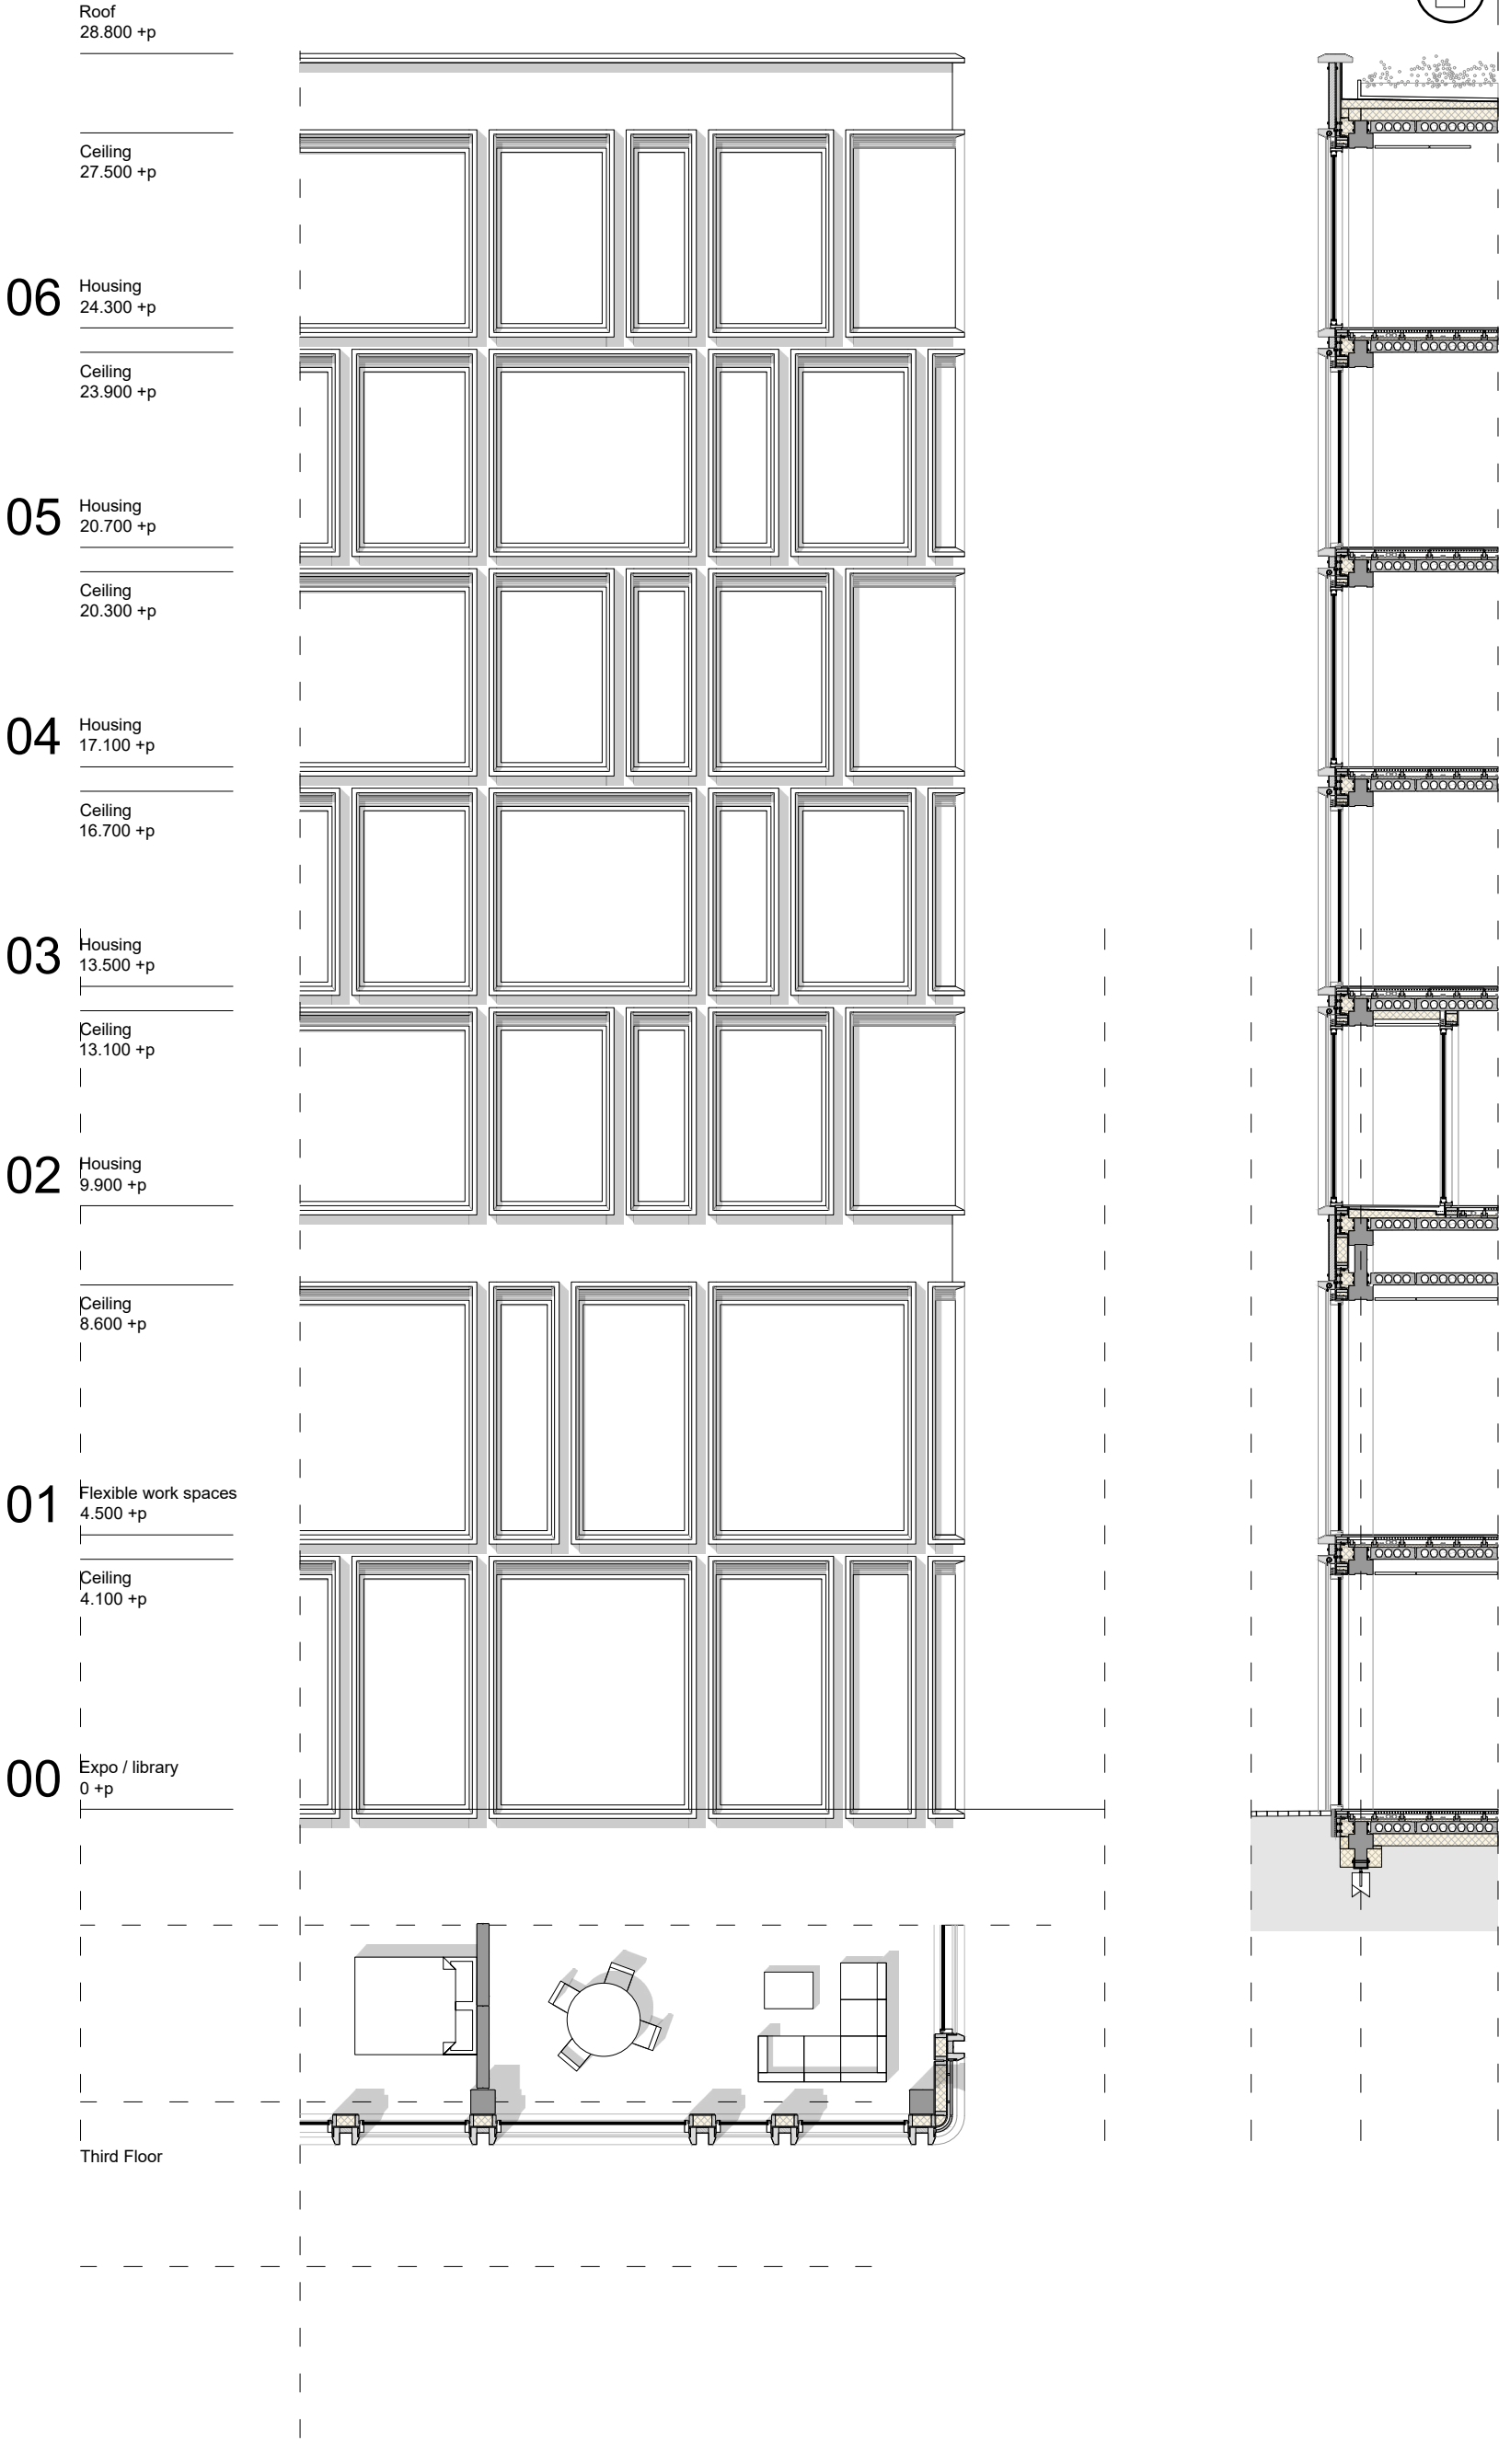 Roof
28.800 +p
Ceiling
27.500 +p
06
Housing
24.300 +p
Ceiling
23.900 +p
05
Housing
20.700 +p
Ceiling
20.300 +p
04
Housing
17.100 +p
Ceiling
16.700 +p
03
Housing
13.500 +p
Ceiling
13.100 +p
02
Housing
9.900 +p
Ceiling
8.600 +p
01
Flexible work spaces
4.500 +p
Ceiling
4.100 +p
00
Expo / library
0 +p
Third Floor